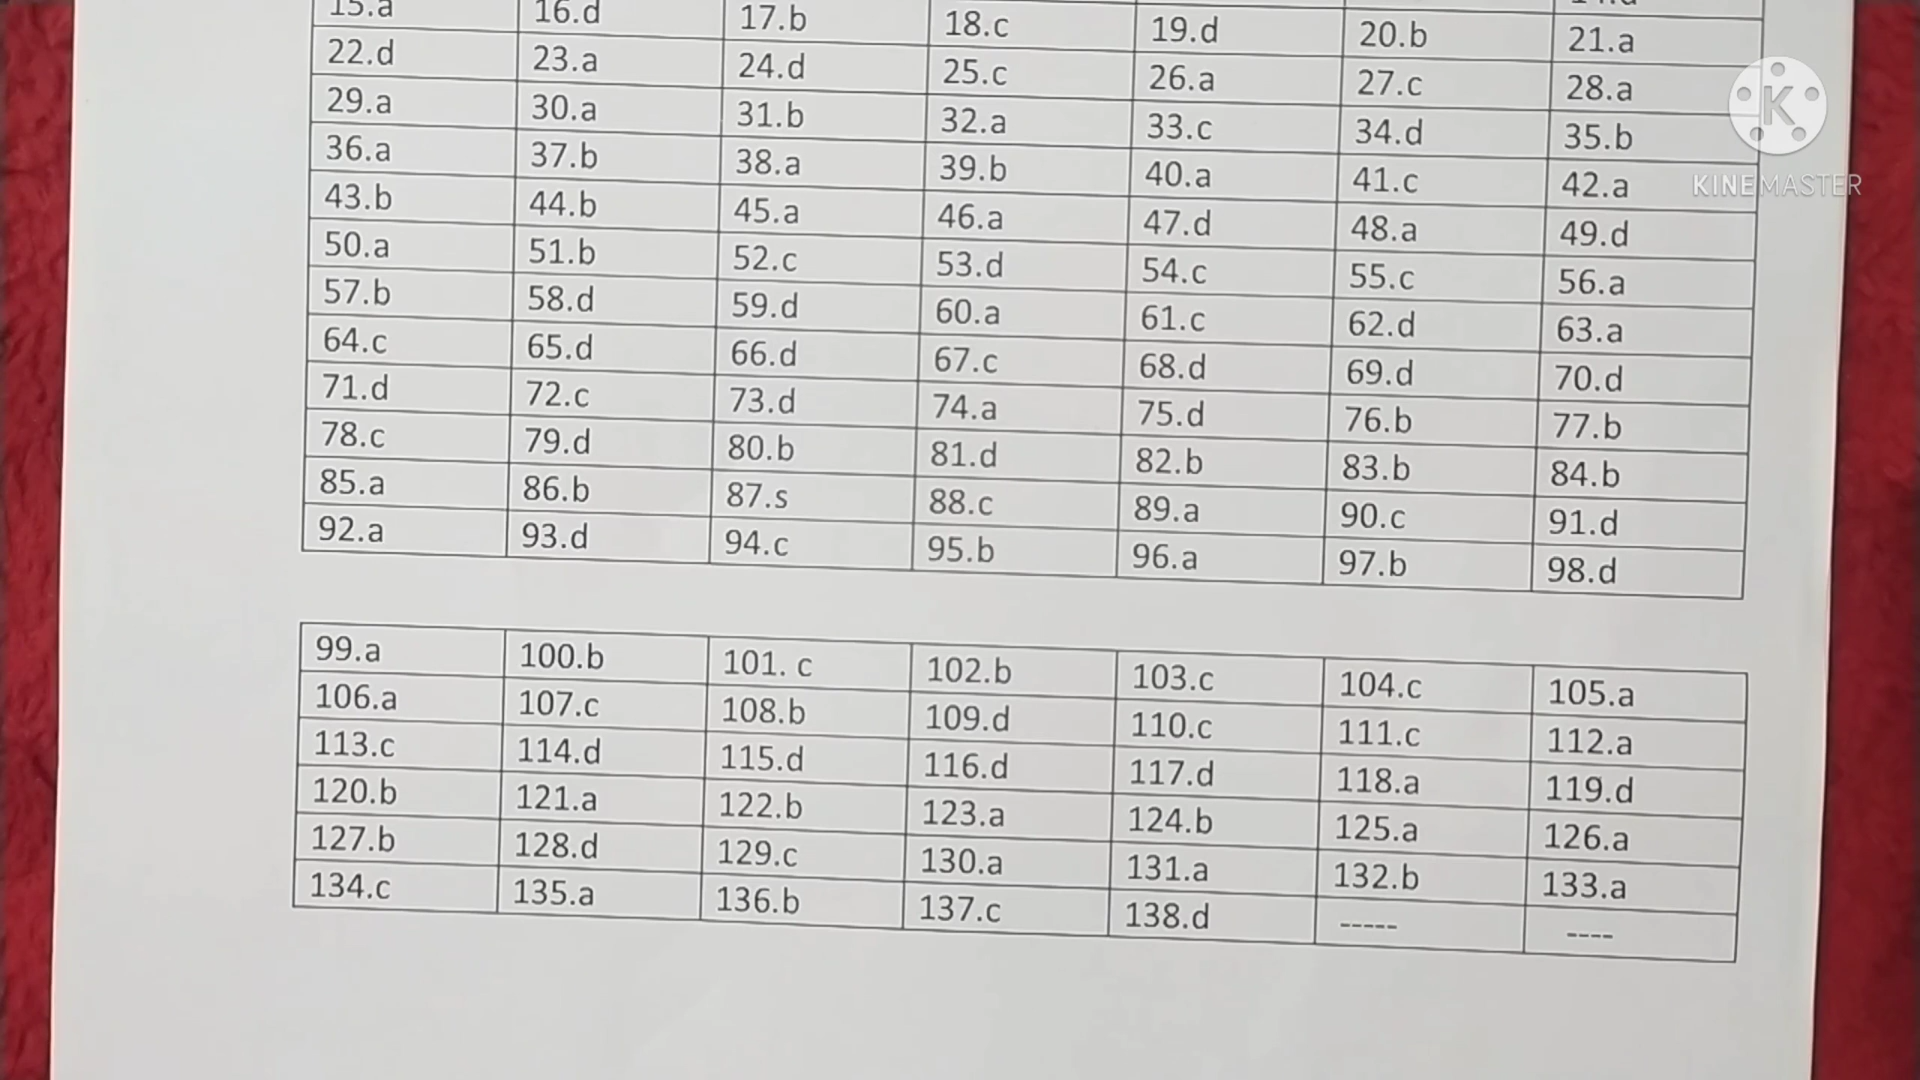 15.a 16.d 17.b 18.c 19.d 20.b 21.a
22.d 23.a 24.d 25.c 26.a 27.c 28.a
29.a 30.a 31.b 32.a 33.c 34.d 35.b
36.a 37.b 38.a 39.b 40.a 41.c 42.a
43.b 44.b 45.a 46.a 47.d 48.a 49.d
50.a 51.b 52.c 53.d 54.c 55.c 56.a
57.b 58.d 59.d 60.a 61.c 62.d 63.a
64.c 65.d 66.d 67.c 68.d 69.d 70.d
71.d 72.c 73.d 74.a 75.d 76.b 77.b
78.c 79.d 80.b 81.d 82.b 83.b 84.b
85.a 86.b 87.s 88.c 89.a 90.c 91.d
92.a 93.d 94.c 95.b 96.a 97.b 98.d
99.a 100.b 101. c 102.b 103.c 104.c 105.a
106.a 107.c 108.b 109.d 110.c 111.c 112.a
113.c 114.d 115.d 116.d 117.d 118.a 119.d
120.b 121.a 122.b 123.a 124.b 125.a 126.a
127.b 128.d 129.c 130.a 131.a 132.b 133.a
134.c 135.a 136.b 137.c 138.d ----- ----
K
KINEMASTER